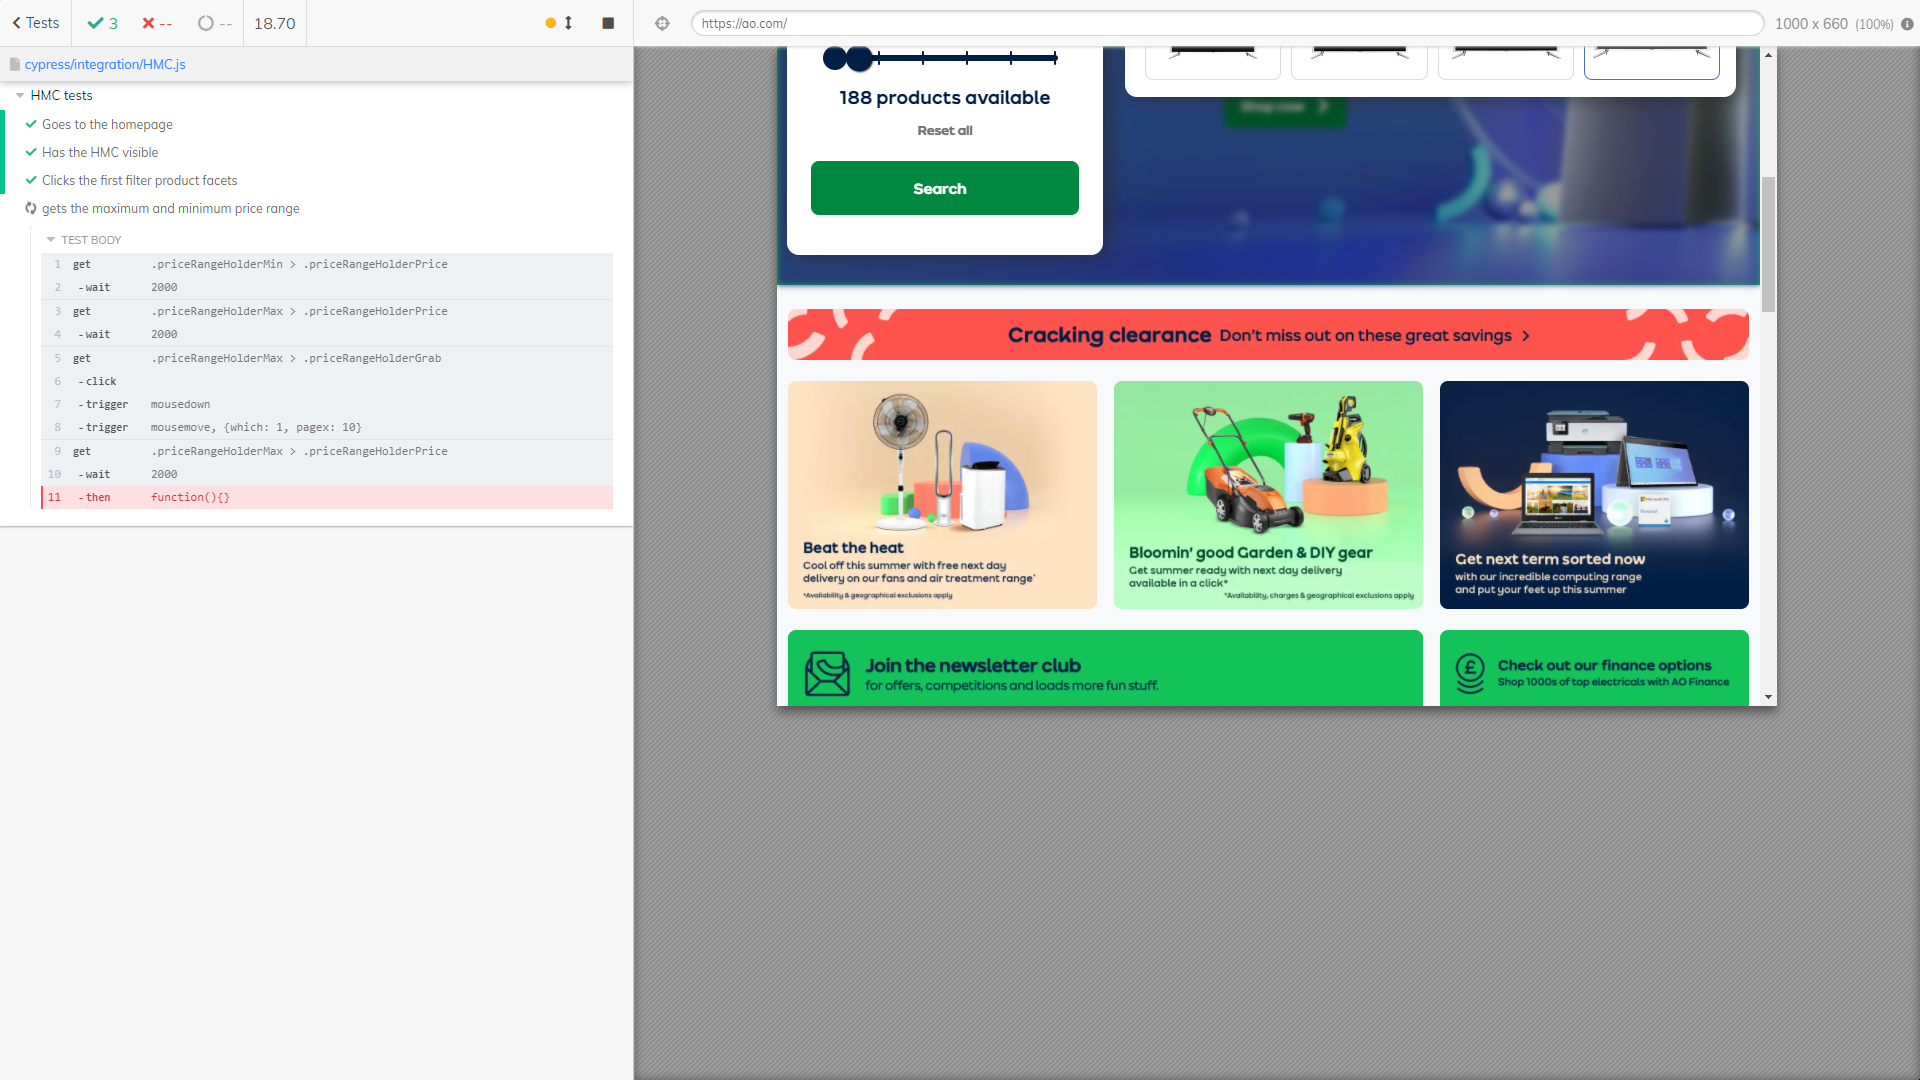 Tests
3
--
--
18.70
https://ao.com/
1000 x 660 (100%)
cypress/integration/HMC.js
HMC tests
Goes to the homepage
Has the HMC visible
Clicks the first filter product facets
gets the maximum and minimum price range
TEST BODY
1 get .priceRangeHolderMin > .priceRangeHolderPrice
2 -wait 2000
3 get .priceRangeHolderMax > .priceRangeHolderPrice
4 -wait 2000
5 get .priceRangeHolderMax > .priceRangeHolderGrab
6 -click
7 -trigger mousedown
8 -trigger mousemove, {which: 1, pagex: 10}
9 get .priceRangeHolderMax > .priceRangeHolderPrice
10 -wait 2000
11 -then function(){}
188 products available
Reset all
Search
Shop now
Cracking clearance Don't miss out on these great savings
Beat the heat
Cool off this summer with free next day
delivery on our fans and air treatment range*
*Availability & geographical exclusions apply
Bloomin' good Garden & DIY gear
Get summer ready with next day delivery
available in a click*
*Availability, charges & geographical exclusions apply
Get next term sorted now
with our incredible computing range
and put your feet up this summer
Join the newsletter club
for offers, competitions and loads more fun stuff.
Check out our finance options
Shop 1000s of top electricals with AO Finance